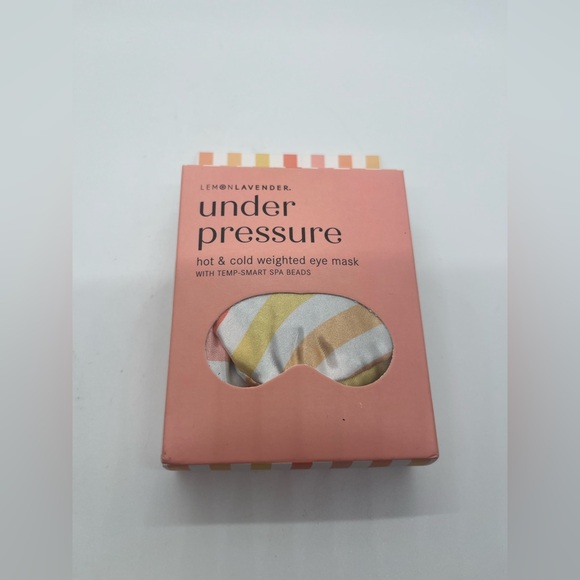 LEMONLAVENDER.
under
pressure
hot & cold weighted eye mask
WITH TEMP-SMART SPA BEADS